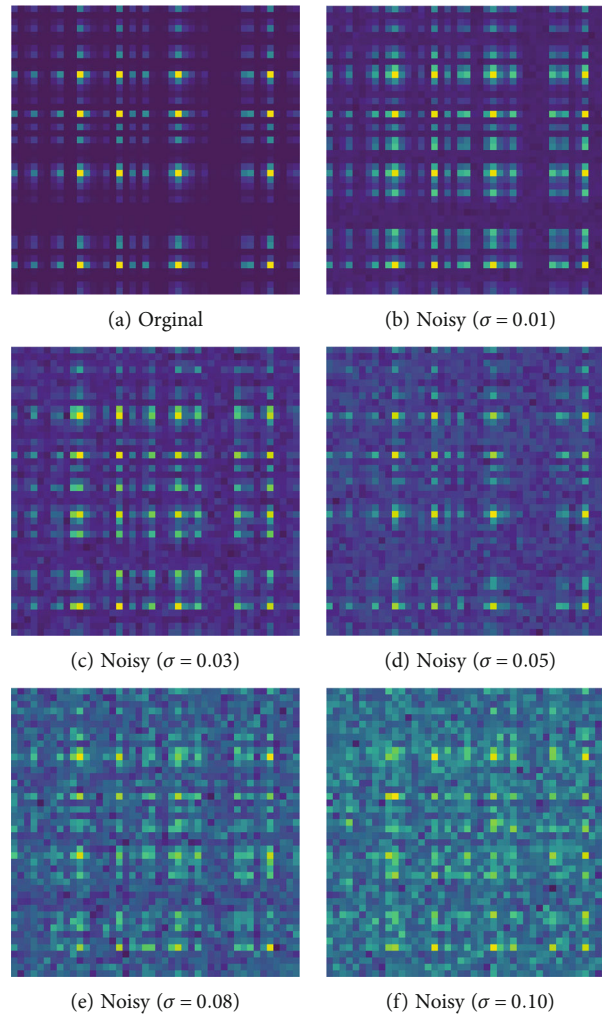 (a) Orginal
(b) Noisy (σ = 0.01)
(c) Noisy (σ = 0.03)
(d) Noisy (σ = 0.05)
(e) Noisy (σ = 0.08)
(f) Noisy (σ = 0.10)